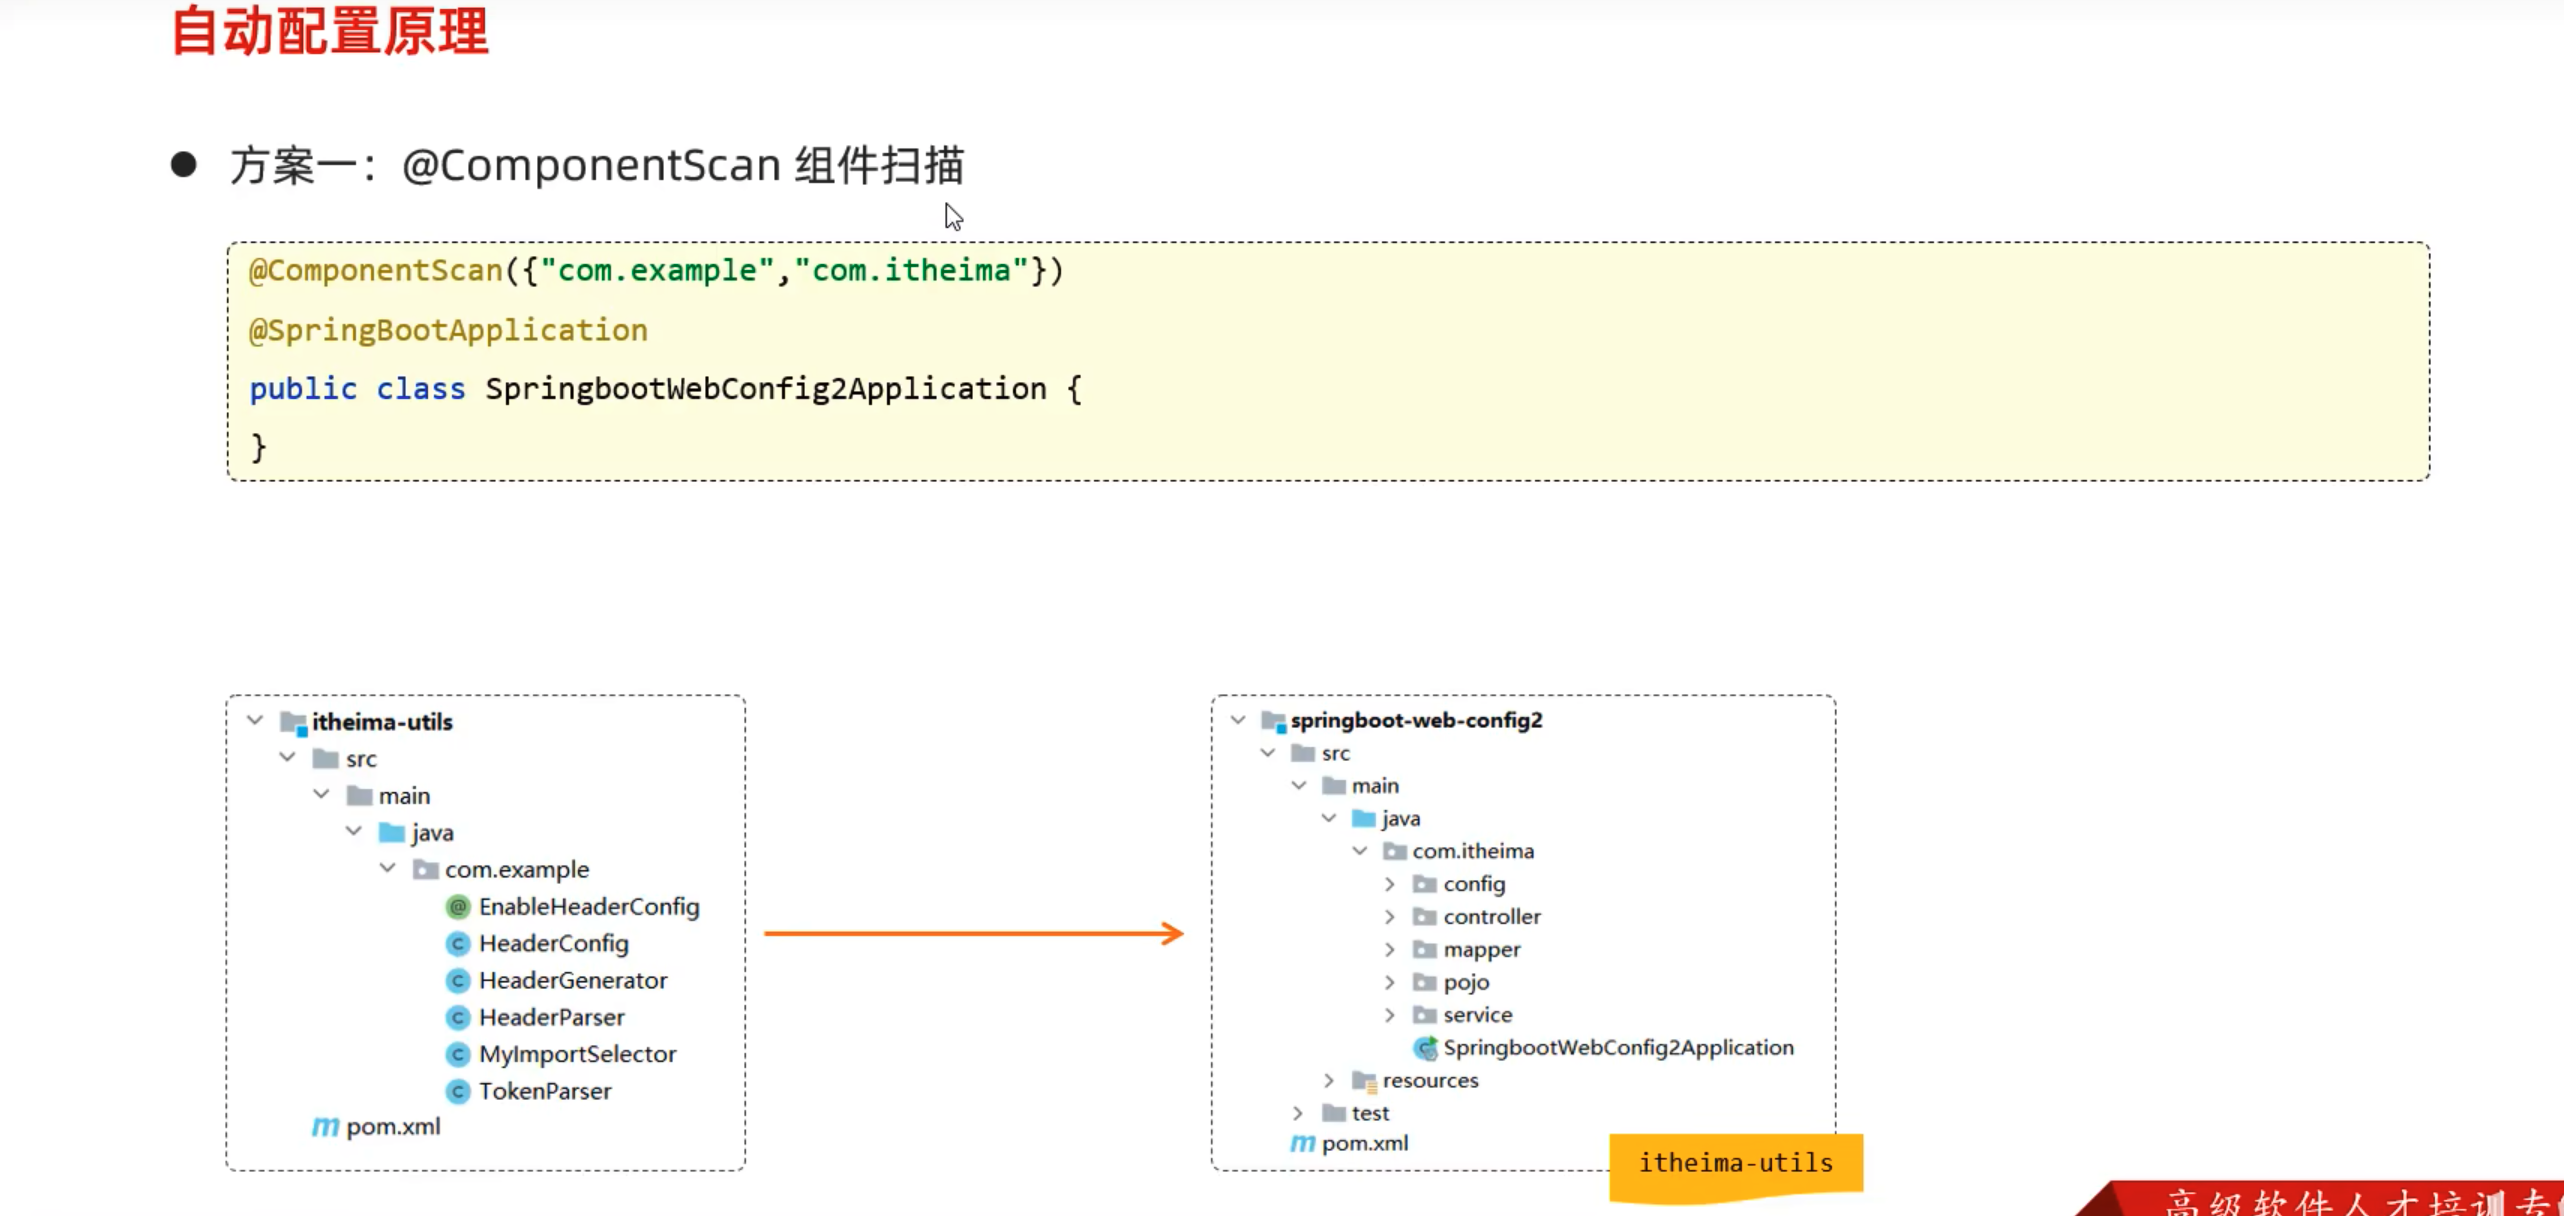 自动配置原理
● 方案一：@ComponentScan 组件扫描
@ComponentScan({"com.example","com.itheima"})
@SpringBootApplication
public class SpringbootWebConfig2Application {
}
itheima-utils
src
main
java
com.example
EnableHeaderConfig
HeaderConfig
HeaderGenerator
HeaderParser
MyImportSelector
TokenParser
pom.xml
springboot-web-config2
src
main
java
com.itheima
config
controller
mapper
pojo
service
SpringbootWebConfig2Application
resources
test
pom.xml
itheima-utils
高级软件人才培训专